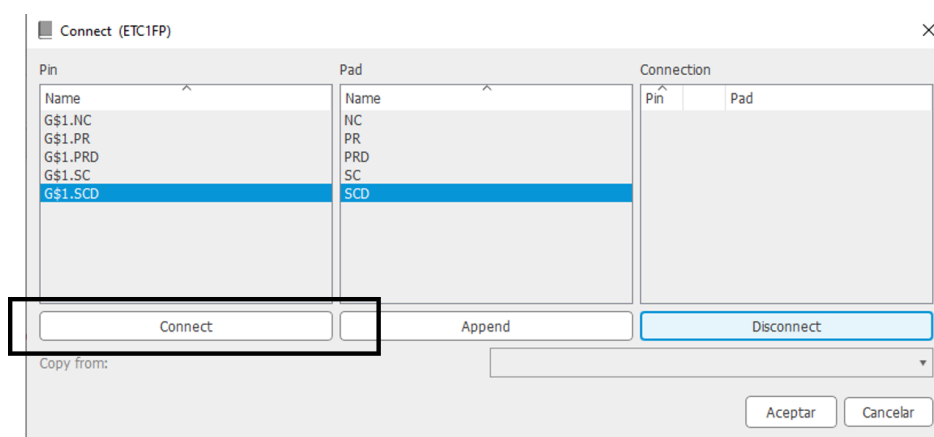 Connect (ETC1FP)
Pin
Pad
Connection
Name
Name
Pin
Pad
G$1.NC
G$1.PR
G$1.PRD
G$1.SC
G$1.SCD
NC
PR
PRD
SC
SCD
Connect
Append
Disconnect
Copy from:
Aceptar
Cancelar